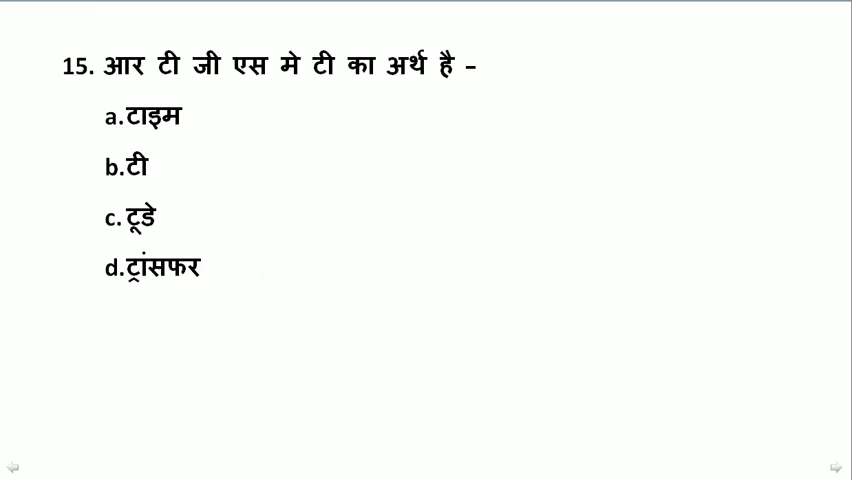 15. आर टी जी एस मे टी का अर्थ है –
a. टाइम
b. टी
c. टूडे
d. ट्रांसफर